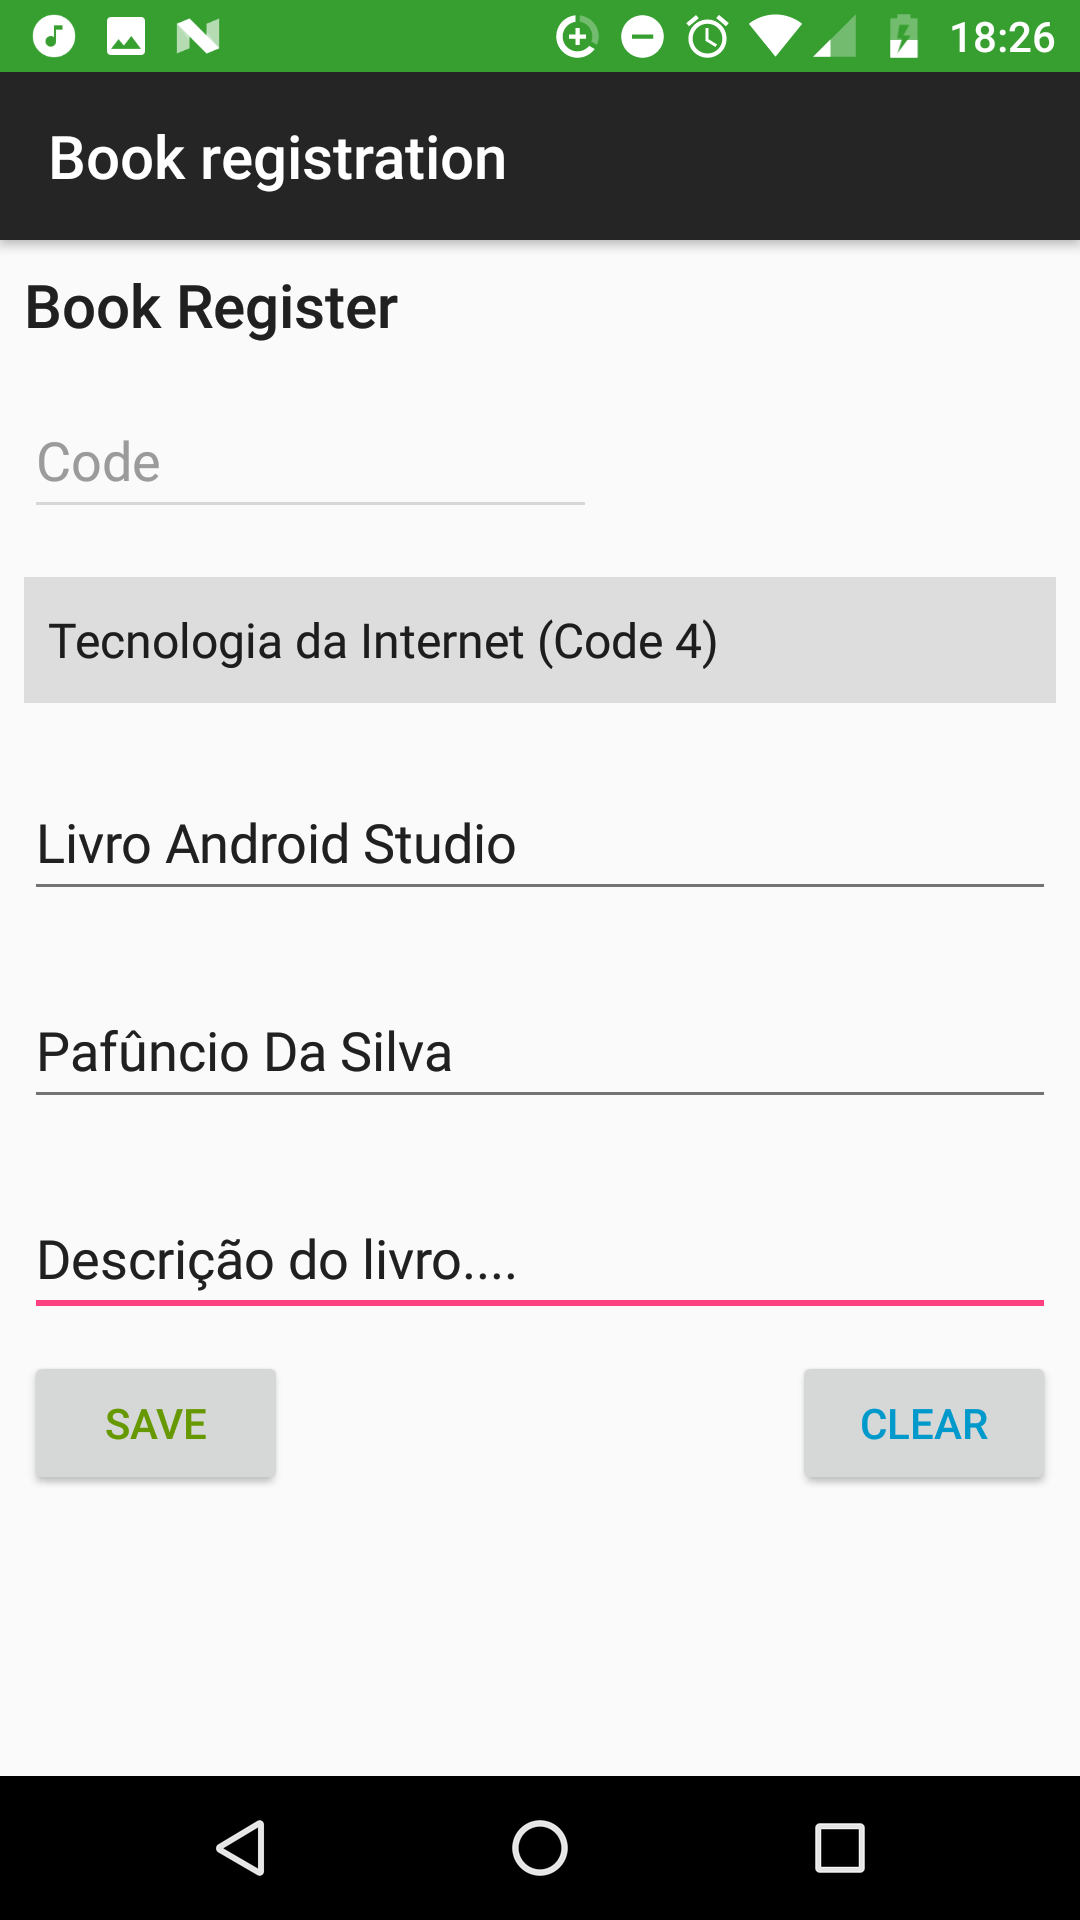 18:26
Book registration
Book Register
Code
Tecnologia da Internet (Code 4)
Livro Android Studio
Pafûncio Da Silva
Descrição do livro....
SAVE
CLEAR